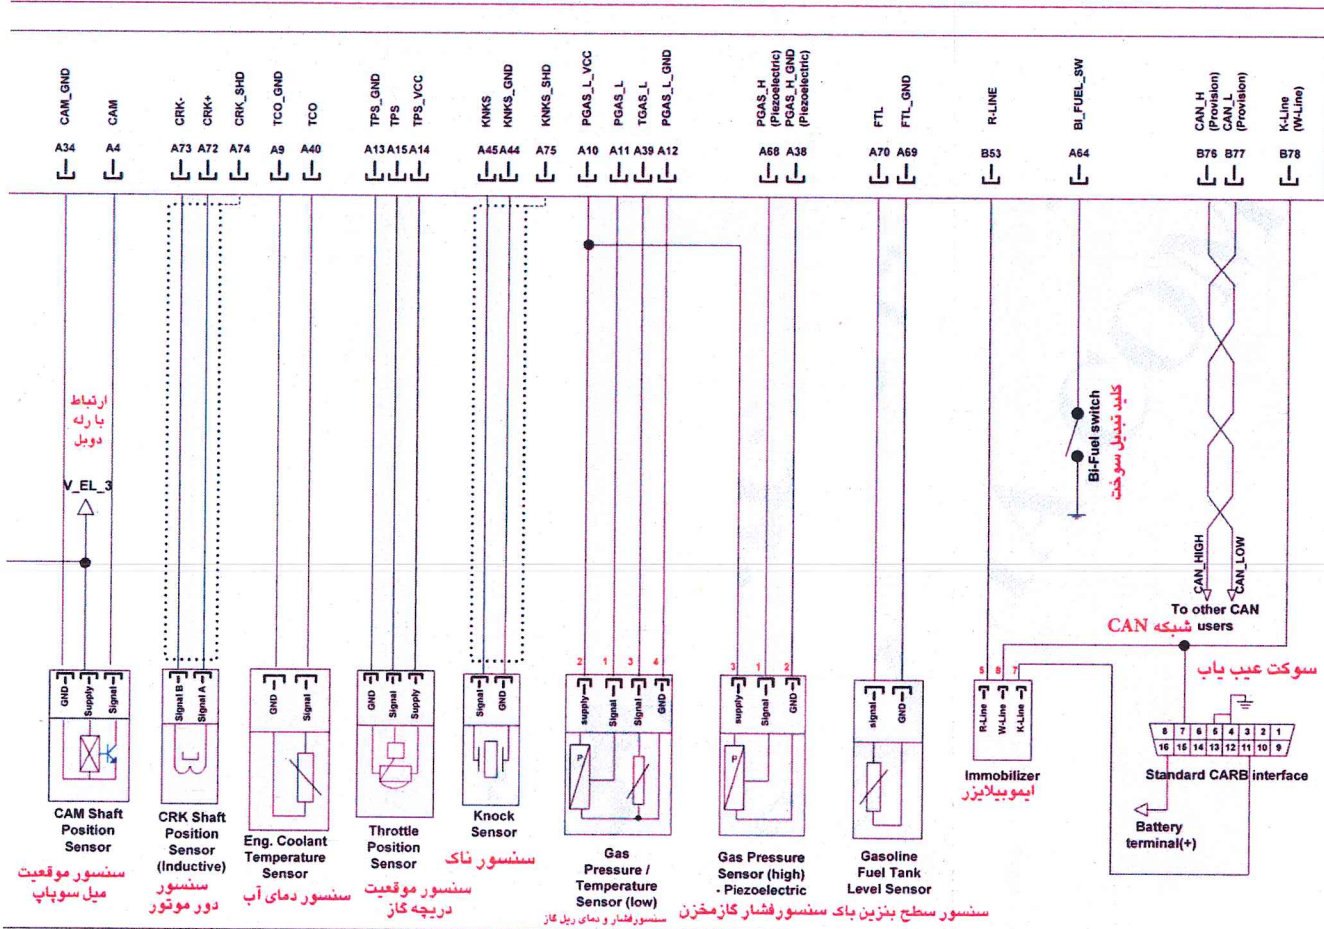 CAM_GND
CAM
CRK-
CRK+
CRK_SHD
TCO_GND
TCO
TPS_GND
TPS
TPS_VCC
KNKS
KNKS_GND
KNKS_SHD
PGAS_L_VCC
PGAS_L
TGAS_L
PGAS_L_GND
PGAS_H
(Piezoelectric)
PGAS_H_GND
(Piezoelectric)
FTL
FTL_GND
R-LINE
BI_FUEL_SW
CAN_H
(Provision)
CAN_L
(Provision)
K-Line
(W-Line)
A34 A4 A73 A72 A74 A9 A40 A13 A15 A14 A45 A44 A75 A10 A11 A39 A12 A68 A38 A70 A69 B53 A64 B76 B77 B78
ارتباط
با رله
دوبل
V_EL_3
Bi-Fuel switch
کلید تبدیل سوخت
CAN_HIGH
CAN_LOW
To other CAN
users
شبکه CAN
سوکت عیب یاب
GND
Supply
Signal
Signal B
Signal A
GND
Signal
GND
Signal
Supply
Signal
GND
2 1 3 4
supply
Signal
Signal
GND
P
3 1 2
supply
Signal
GND
P
signal
GND
5 8 7
R-Line
W-Line
K-Line
8 7 6 5 4 3 2 1
16 15 14 13 12 11 10 9
Standard CARB interface
Battery
terminal(+)
Immobilizer
ایموبیلایزر
CAM Shaft
Position
Sensor
سنسور موقعیت
میل سوپاپ
CRK Shaft
Position
Sensor
(Inductive)
سنسور
دور موتور
Eng. Coolant
Temperature
Sensor
سنسور دمای آب
Throttle
Position
Sensor
سنسور موقعیت
دریچه گاز
Knock
Sensor
سنسور ناک
Gas
Pressure /
Temperature
Sensor (low)
سنسورفشار و دمای ریل گاز
Gas Pressure
Sensor (high)
- Piezoelectric
سنسورفشار گازمخزن
Gasoline
Fuel Tank
Level Sensor
سنسور سطح بنزین باک